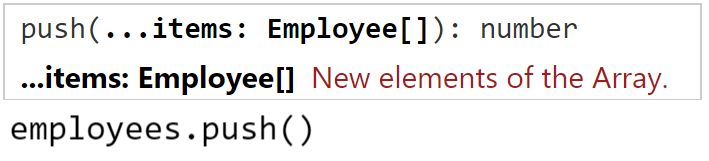 push(...items: Employee[]): number
...items: Employee[] New elements of the Array.
employees.push()